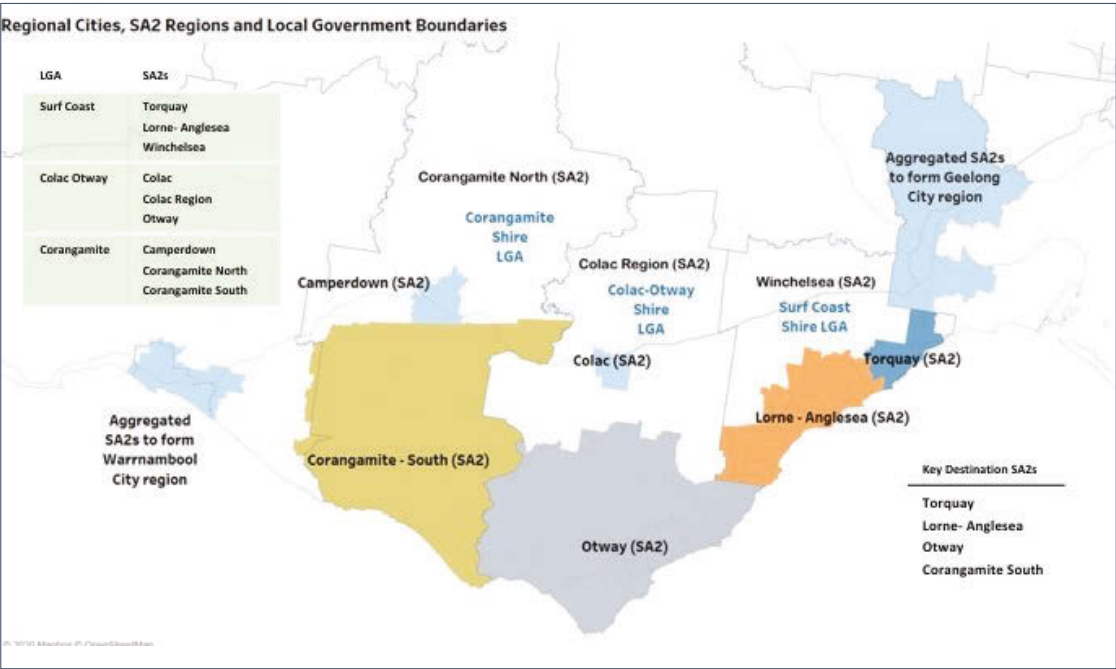 Regional Cities, SA2 Regions and Local Government Boundaries
LGA SA2s
Surf Coast Torquay
Lorne- Anglesea
Winchelsea
Colac Otway Colac
Colac Region
Otway
Corangamite Camperdown
Corangamite North
Corangamite South
Corangamite North (SA2)
Corangamite
Shire
LGA
Camperdown (SA2)
Colac Region (SA2)
Colac-Otway
Shire
LGA
Winchelsea (SA2)
Surf Coast
Shire LGA
Aggregated SA2s
to form Geelong
City region
Colac (SA2)
Torquay (SA2)
Lorne - Anglesea (SA2)
Aggregated
SA2s to form
Warrnambool
City region
Corangamite - South (SA2)
Otway (SA2)
Key Destination SA2s
Torquay
Lorne- Anglesea
Otway
Corangamite South
© 2020 Mapbox © OpenStreetMap